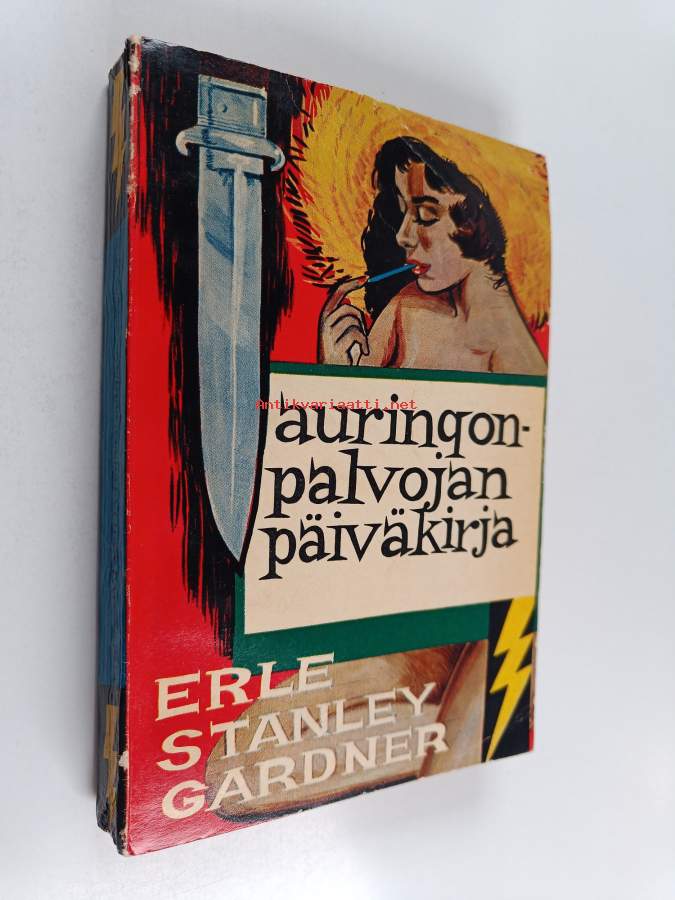 Antikvariaatti.net
auringon-
palvojan
päiväkirja
ERLE
STANLEY
GARDNER